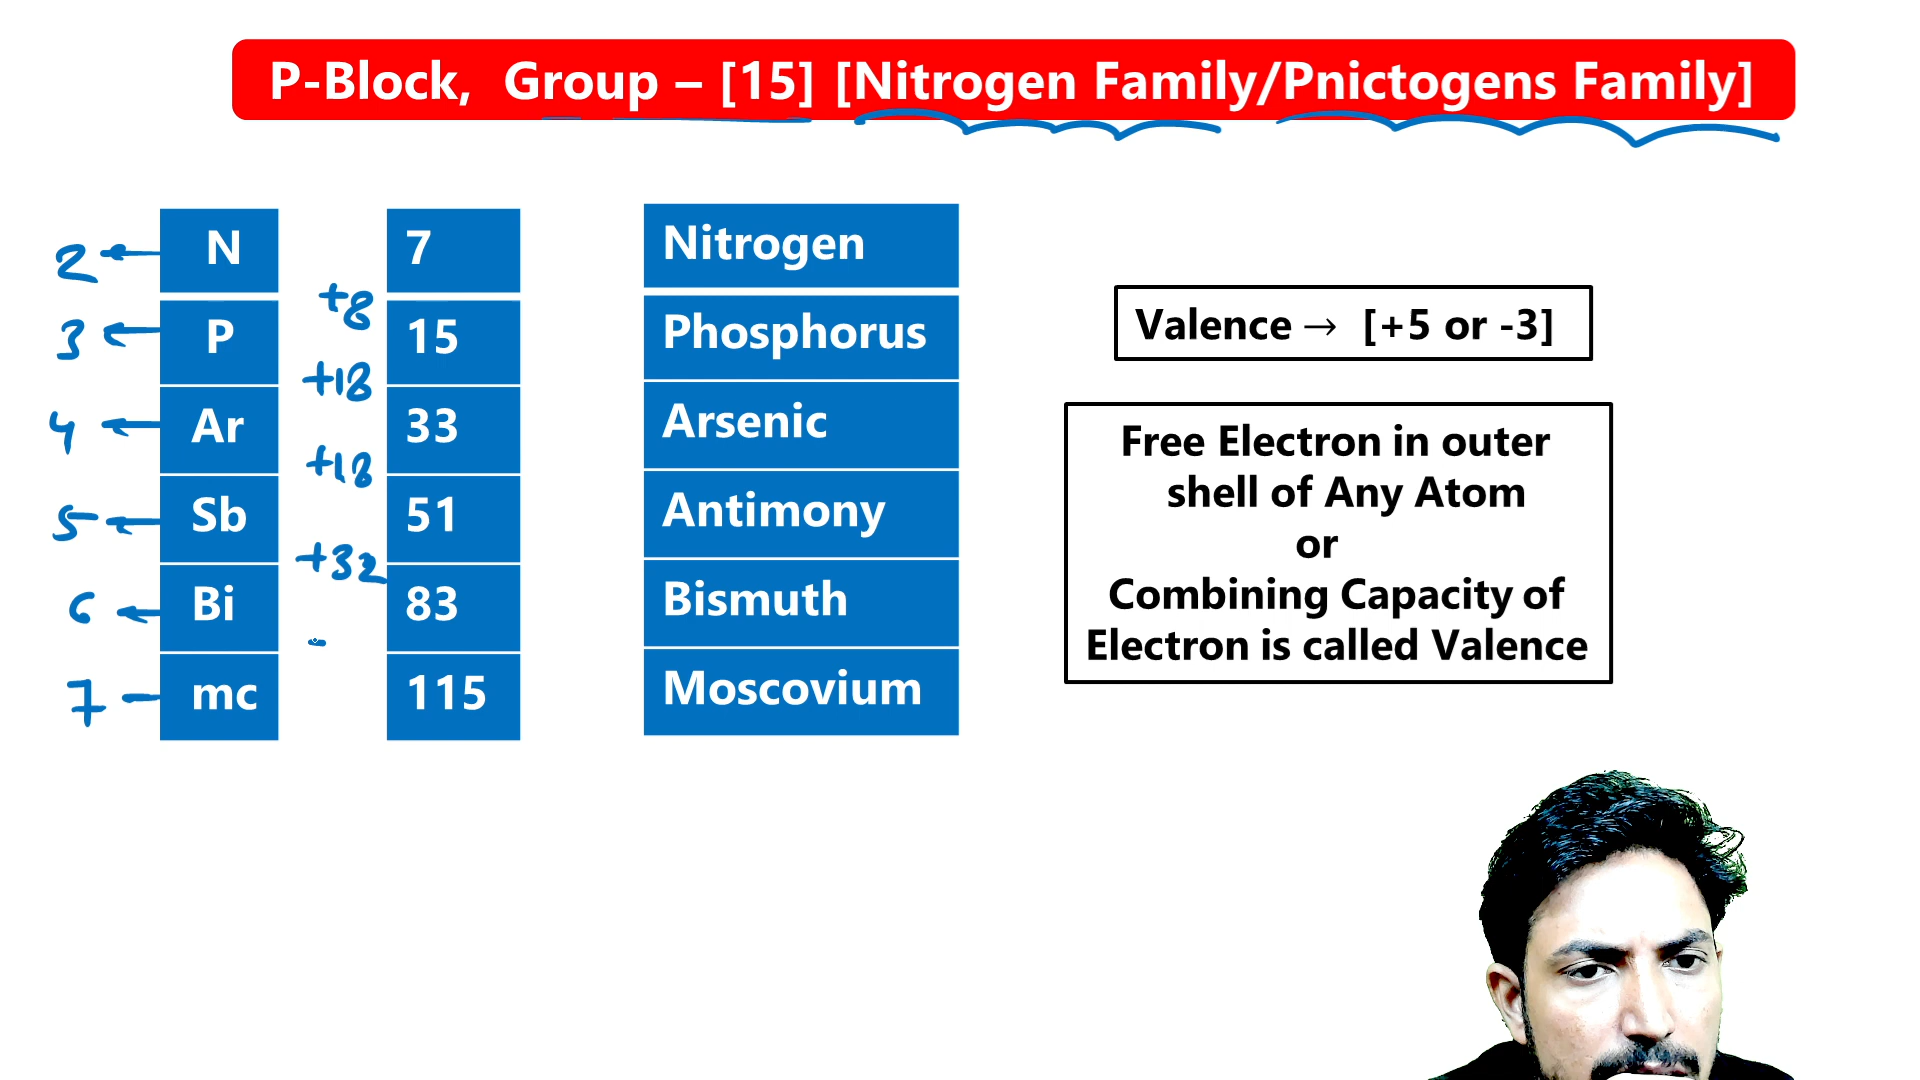 P-Block, Group – [15] [Nitrogen Family/Pnictogens Family]
2 N 7 Nitrogen
+8
3 P 15 Phosphorus
+18
4 Ar 33 Arsenic
+18
5 Sb 51 Antimony
+32
6 Bi 83 Bismuth
7 mc 115 Moscovium
Valence → [+5 or -3]
Free Electron in outer
shell of Any Atom
or
Combining Capacity of
Electron is called Valence